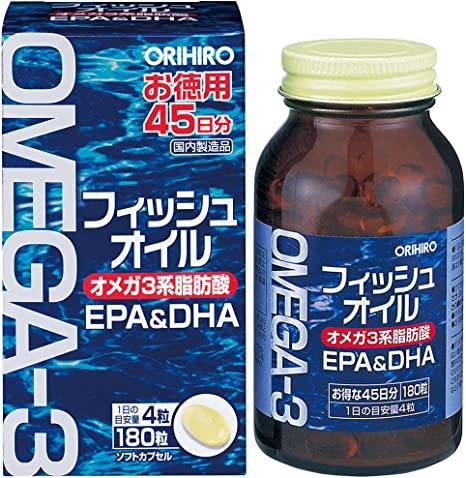 ORIHIRO
お徳用
45日分
国内製造品
OMEGA-3
フィッシュ
オイル
オメガ3系脂肪酸
EPA&DHA
1日の
目安量 4粒
180粒
ソフトカプセル
ORIHIRO
OMEGA-3
フィッシュ
オイル
オメガ3系脂肪酸
EPA&DHA
お得な45日分 180粒
1日の目安量4粒